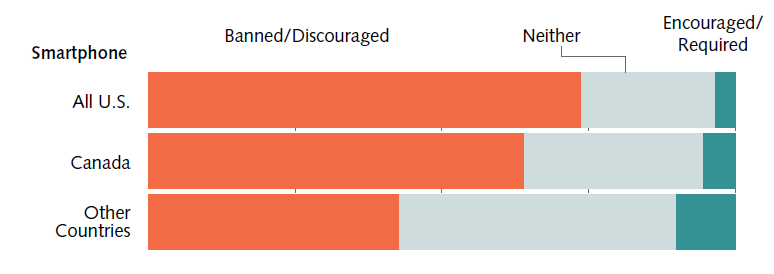 Banned/Discouraged
Neither
Encouraged/
Required
Smartphone
All U.S.
Canada
Other
Countries